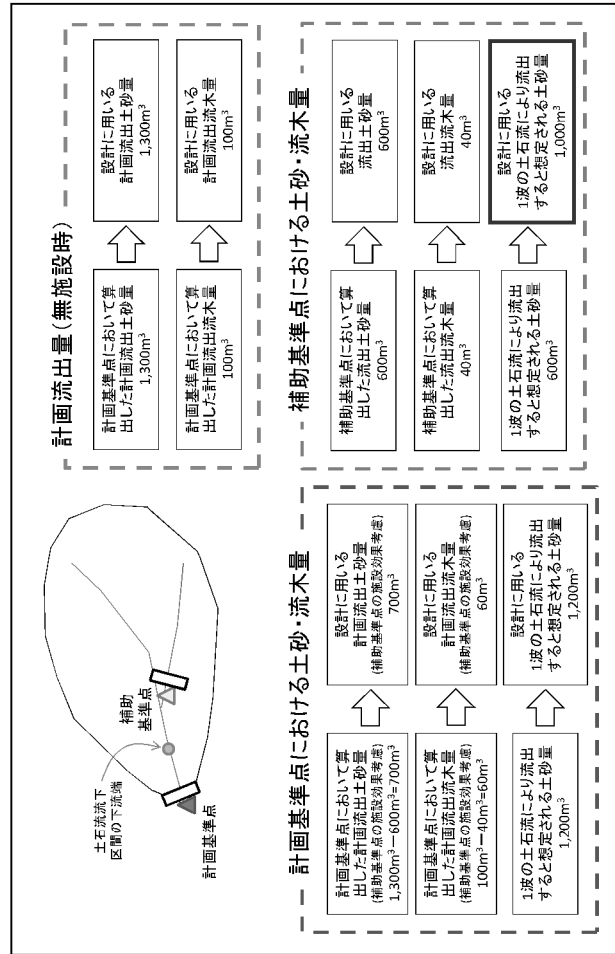 土石流流下
区間の下流端
補助
基準点
計画基準点
計画流出量(無施設時)
計画基準点において算
出した計画流出土砂量
1,300m³
設計に用いる
計画流出土砂量
1,300m³
計画基準点において算
出した計画流出流木量
100m³
設計に用いる
計画流出流木量
100m³
計画基準点における土砂・流木量
計画基準点において算
出した計画流出土砂量
(補助基準点の施設効果考慮)
1,300m³－600m³=700m³
設計に用いる
計画流出土砂量
(補助基準点の施設効果考慮)
700m³
計画基準点において算
出した計画流出流木量
(補助基準点の施設効果考慮)
100m³－40m³=60m³
設計に用いる
計画流出流木量
(補助基準点の施設効果考慮)
60m³
1波の土石流により流出
すると想定される土砂量
1,200m³
設計に用いる
1波の土石流により流出
すると想定される土砂量
1,200m³
補助基準点における土砂・流木量
補助基準点において算
出した流出土砂量
600m³
設計に用いる
流出土砂量
600m³
補助基準点において算
出した流出流木量
40m³
設計に用いる
流出流木量
40m³
1波の土石流により流出
すると想定される土砂量
600m³
設計に用いる
1波の土石流により流出
すると想定される土砂量
1,000m³